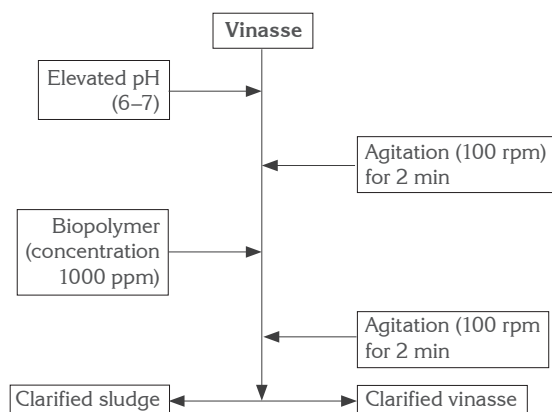 Vinasse
Elevated pH
(6–7)
Agitation (100 rpm)
for 2 min
Biopolymer
(concentration
1000 ppm)
Agitation (100 rpm
for 2 min
Clarified sludge
Clarified vinasse